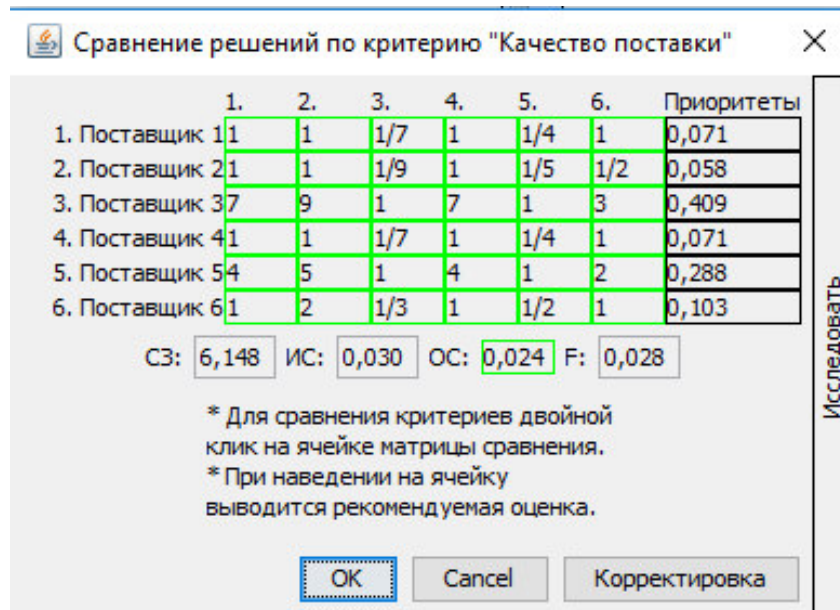 Сравнение решений по критерию "Качество поставки"
1. 2. 3. 4. 5. 6. Приоритеты
1. Поставщик 1 1 1 1/7 1 1/4 1 0,071
2. Поставщик 2 1 1 1/9 1 1/5 1/2 0,058
3. Поставщик 3 7 9 1 7 1 3 0,409
4. Поставщик 4 1 1 1/7 1 1/4 1 0,071
5. Поставщик 5 4 5 1 4 1 2 0,288
6. Поставщик 6 1 2 1/3 1 1/2 1 0,103
СЗ: 6,148 ИС: 0,030 ОС: 0,024 F: 0,028
* Для сравнения критериев двойной
клик на ячейке матрицы сравнения.
* При наведении на ячейку
выводится рекомендуемая оценка.
OK Cancel Корректировка
Исследовать